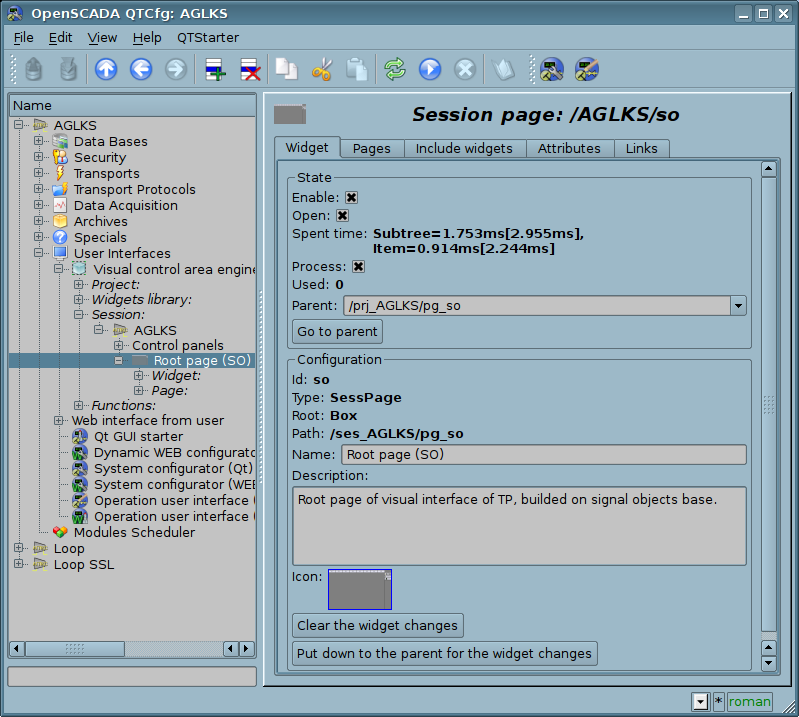 OpenSCADA QTCfg: AGLKS
File Edit View Help QTStarter
Name
AGLKS
Data Bases
Security
Transports
Transport Protocols
Data Acquisition
Archives
Specials
User Interfaces
Visual control area engine
Project:
Widgets library:
Session:
AGLKS
Control panels
Root page (SO)
Widget:
Page:
Functions:
Web interface from user
Qt GUI starter
Dynamic WEB configurato
System configurator (Qt)
System configurator (WEB
Operation user interface (
Operation user interface (
Modules Scheduler
Loop
Loop SSL
Session page: /AGLKS/so
Widget Pages Include widgets Attributes Links
State
Enable:
Open:
Spent time: Subtree=1.753ms[2.955ms],
Item=0.914ms[2.244ms]
Process:
Used: 0
Parent: /prj_AGLKS/pg_so
Go to parent
Configuration
Id: so
Type: SessPage
Root: Box
Path: /ses_AGLKS/pg_so
Name: Root page (SO)
Description:
Root page of visual interface of TP, builded on signal objects base.
Icon:
Clear the widget changes
Put down to the parent for the widget changes
* roman